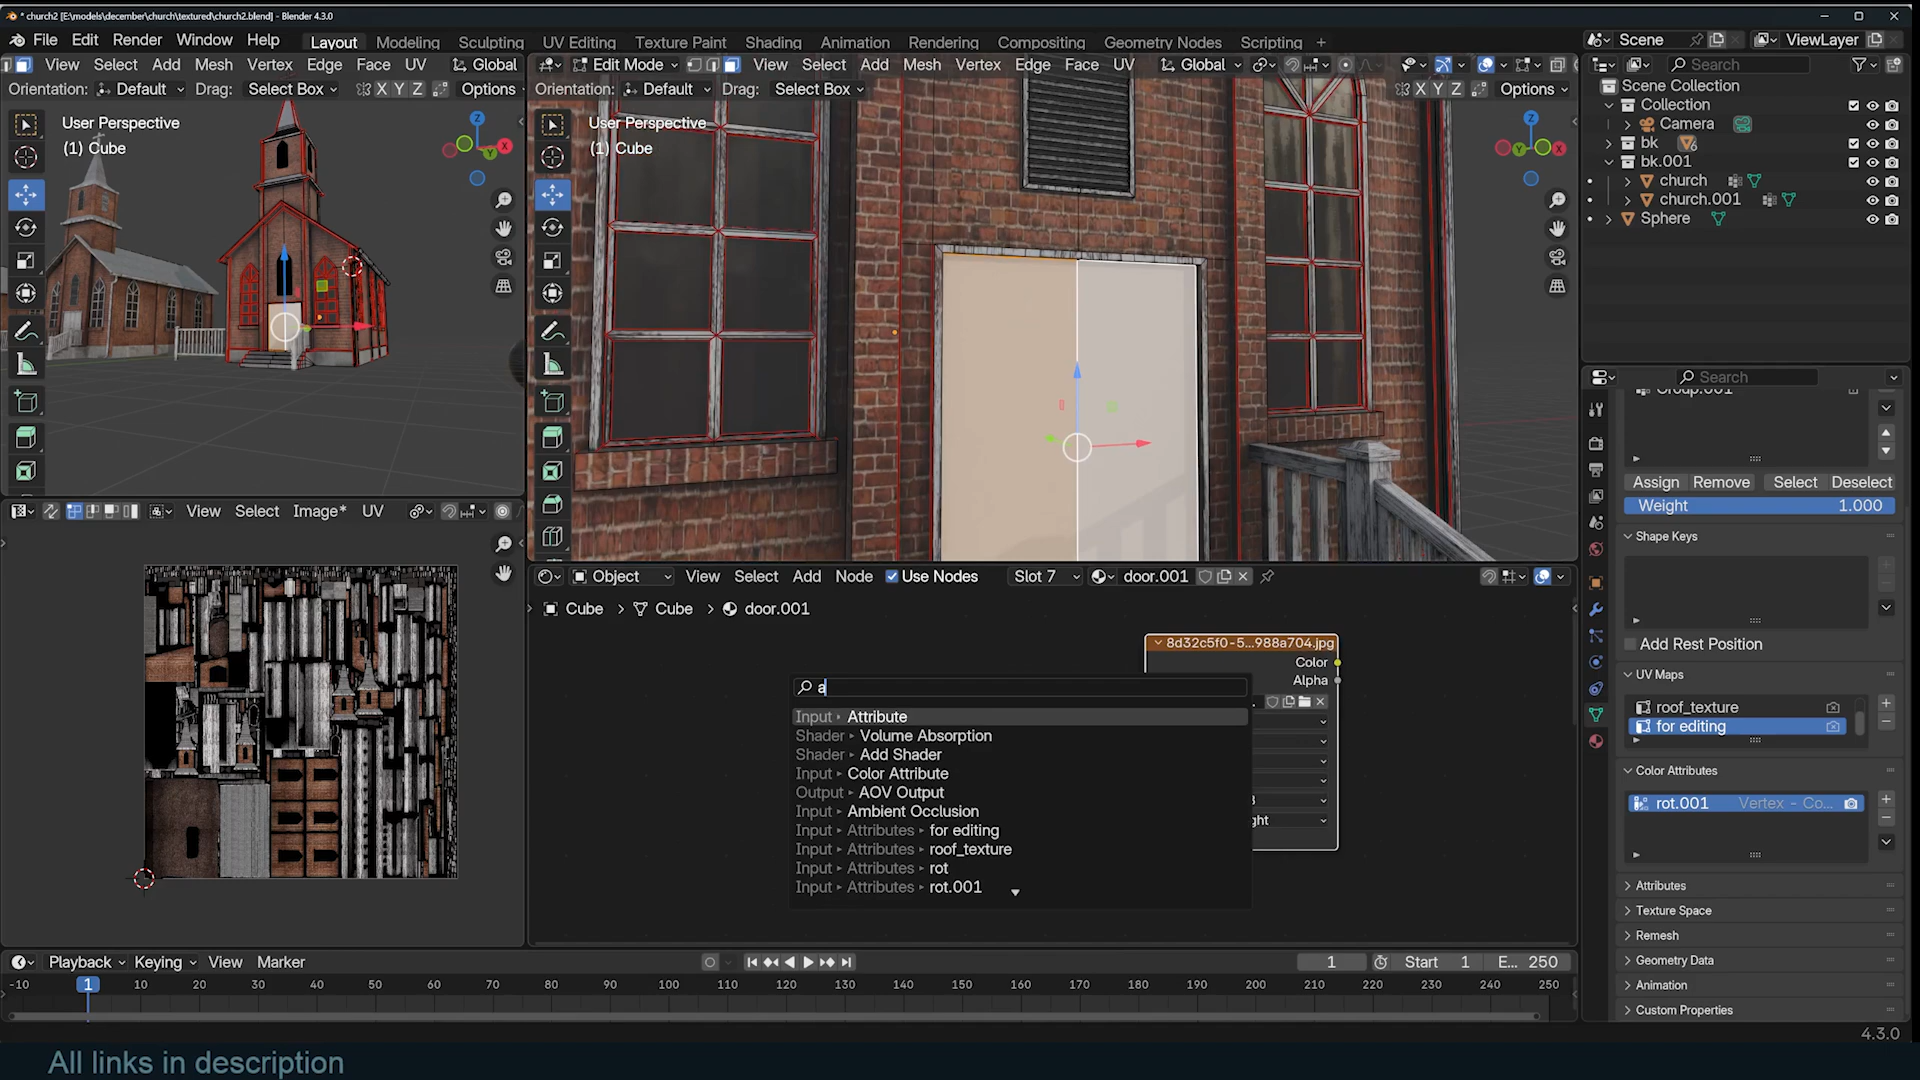 * church2 [E:\models\december\church\textured\church2.blend] - Blender 4.3.0
File Edit Render Window Help
Layout Modeling Sculpting UV Editing Texture Paint Shading Animation Rendering Compositing Geometry Nodes Scripting +
Scene
ViewLayer
View Select Add Mesh Vertex Edge Face UV Global
Edit Mode View Select Add Mesh Vertex Edge Face UV Global
Orientation: Default Drag: Select Box X Y Z Options
Orientation: Default Drag: Select Box X Y Z Options
User Perspective
(1) Cube
User Perspective
(1) Cube
Search
Scene Collection
Collection
Camera
bk
bk.001
church
church.001
Sphere
Search
Group.001
Assign Remove Select Deselect
Weight 1.000
Shape Keys
Add Rest Position
UV Maps
roof_texture
for editing
Color Attributes
rot.001 Vertex - Co...
Attributes
Texture Space
Remesh
Geometry Data
Animation
Custom Properties
View Select Image* UV
Object View Select Add Node Use Nodes Slot 7 door.001
Cube > Cube > door.001
8d32c5f0-5...988a704.jpg
Color
Alpha
a
Input Attribute
Shader Volume Absorption
Shader Add Shader
Input Color Attribute
Output AOV Output
Input Ambient Occlusion
Input Attributes for editing
Input Attributes roof_texture
Input Attributes rot
Input Attributes rot.001
Playback Keying View Marker
1 Start 1 E... 250
-10 1 10 20 30 40 50 60 70 80 90 100 110 120 130 140 150 160 170 180 190 200 210 220 230 240 250
4.3.0
All links in description